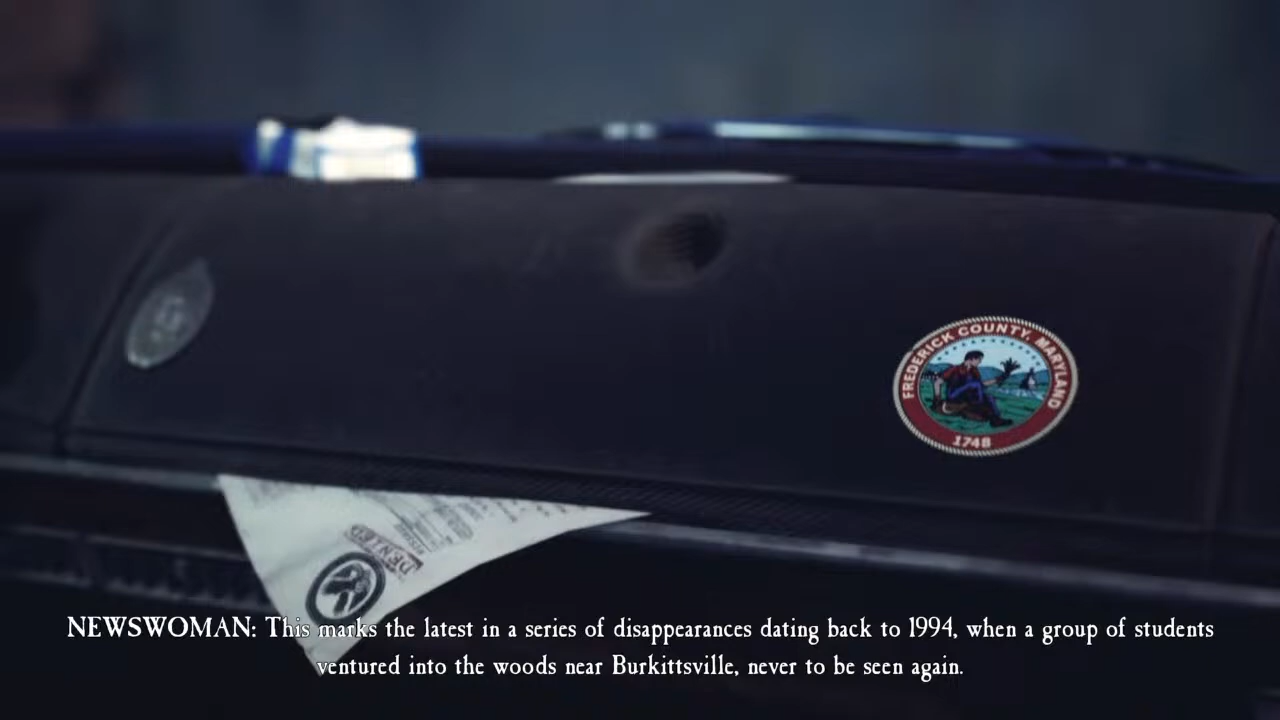 FREDERICK COUNTY, MARYLAND
1748
DENIED
NEWSWOMAN: This marks the latest in a series of disappearances dating back to 1994, when a group of students
ventured into the woods near Burkittsville, never to be seen again.